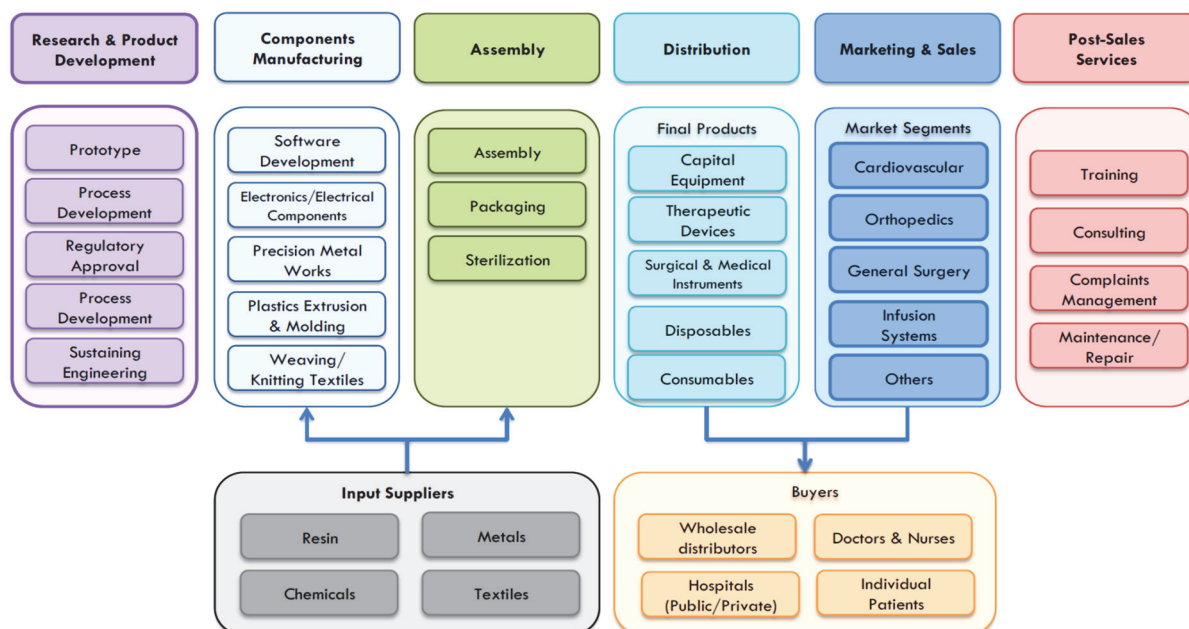 Research & Product
Development
Components
Manufacturing
Assembly
Distribution
Marketing & Sales
Post-Sales
Services
Prototype
Process
Development
Regulatory
Approval
Process
Development
Sustaining
Engineering
Software
Development
Electronics/Electrical
Components
Precision Metal
Works
Plastics Extrusion
& Molding
Weaving/
Knitting Textiles
Assembly
Packaging
Sterilization
Final Products
Capital
Equipment
Therapeutic
Devices
Surgical & Medical
Instruments
Disposables
Consumables
Market Segments
Cardiovascular
Orthopedics
General Surgery
Infusion
Systems
Others
Training
Consulting
Complaints
Management
Maintenance/
Repair
Input Suppliers
Resin
Metals
Chemicals
Textiles
Buyers
Wholesale
distributors
Doctors & Nurses
Hospitals
(Public/Private)
Individual
Patients